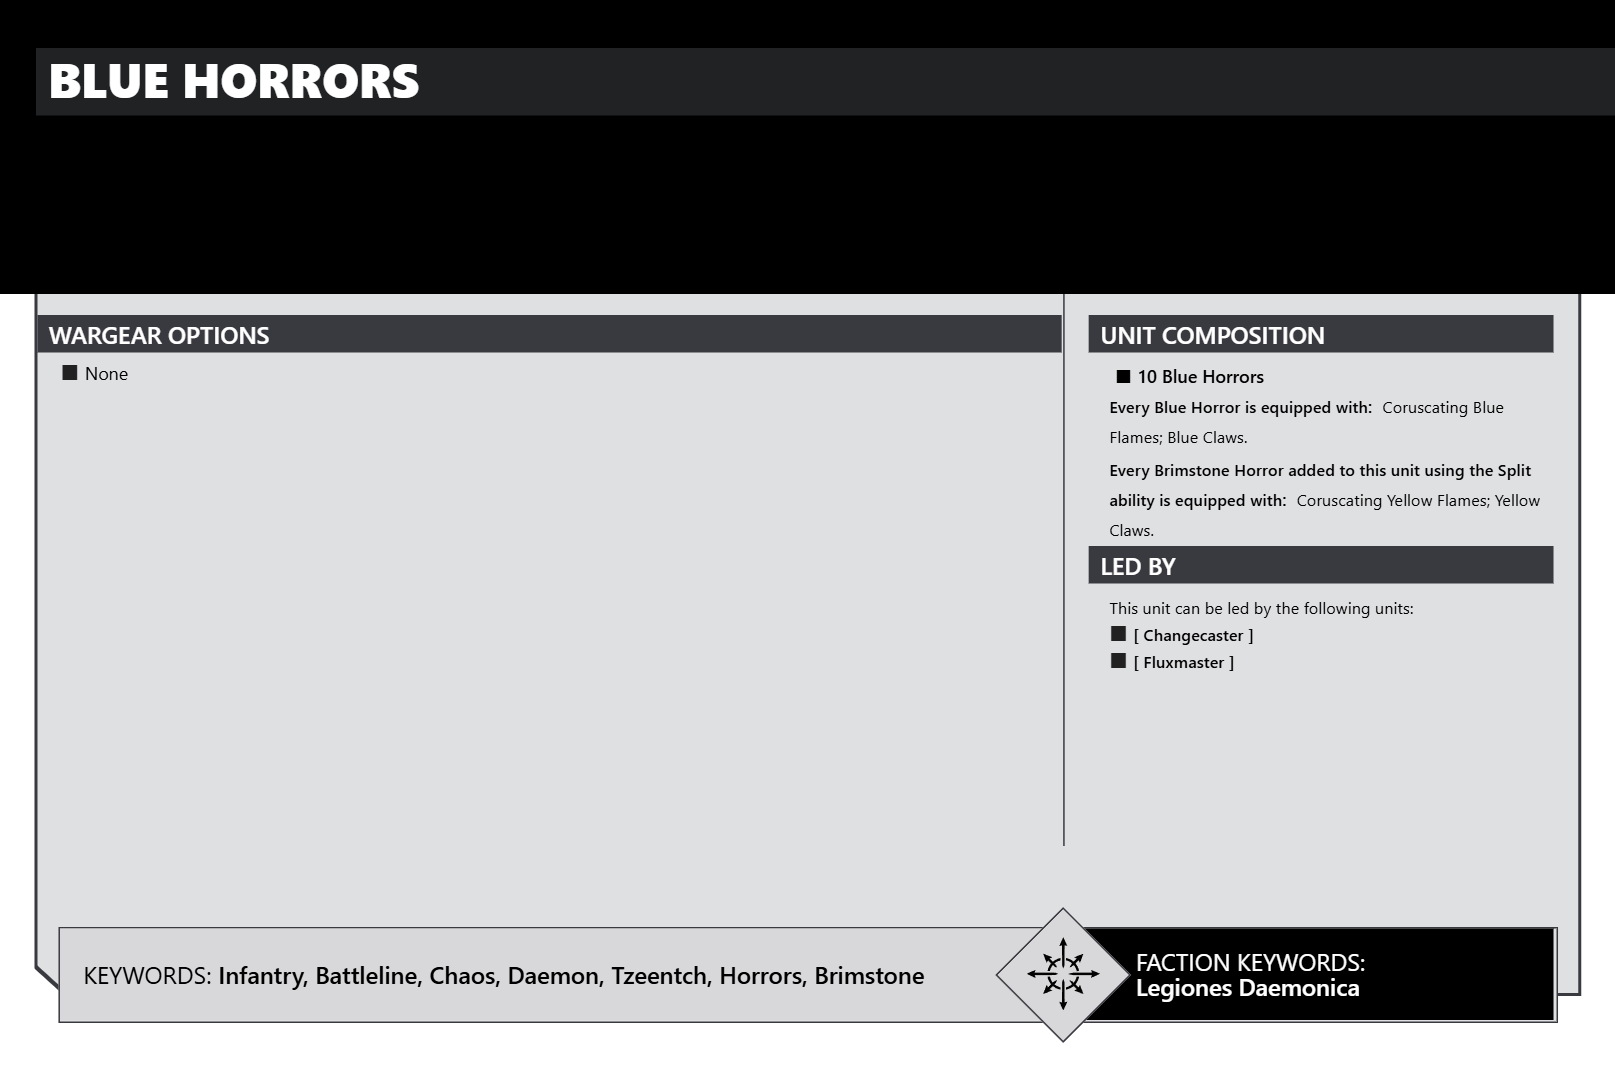 BLUE HORRORS
WARGEAR OPTIONS
■ None
UNIT COMPOSITION
■ 10 Blue Horrors
Every Blue Horror is equipped with: Coruscating Blue
Flames; Blue Claws.
Every Brimstone Horror added to this unit using the Split
ability is equipped with: Coruscating Yellow Flames; Yellow
Claws.
LED BY
This unit can be led by the following units:
■ [ Changecaster ]
■ [ Fluxmaster ]
KEYWORDS: Infantry, Battleline, Chaos, Daemon, Tzeentch, Horrors, Brimstone
FACTION KEYWORDS:
Legiones Daemonica